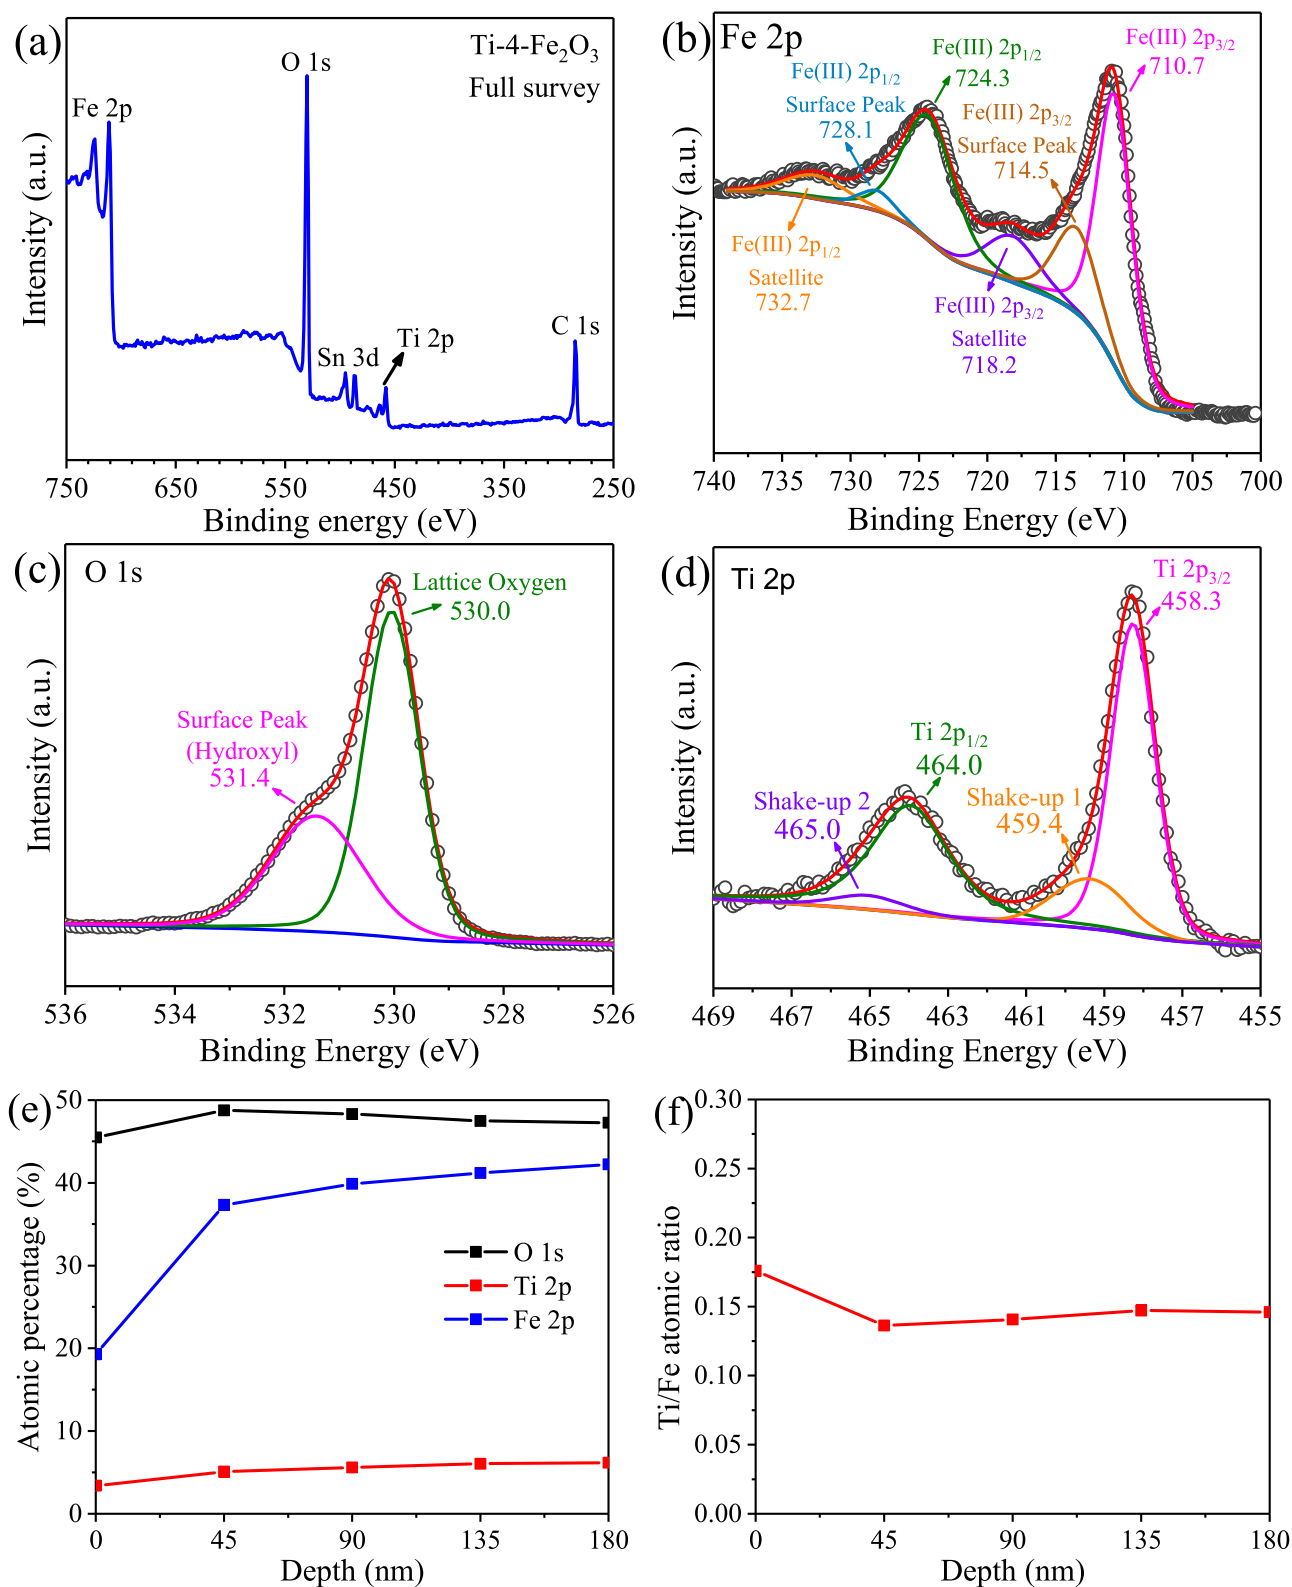 (a)
Ti-4-Fe₂O₃
Full survey
O 1s
Fe 2p
Sn 3d
Ti 2p
C 1s
Intensity (a.u.)
750 650 550 450 350 250
Binding energy (eV)
(b)
Fe 2p
Fe(III) 2p₁/₂
724.3
Fe(III) 2p₃/₂
710.7
Fe(III) 2p₁/₂
Surface Peak
728.1
Fe(III) 2p₃/₂
Surface Peak
714.5
Fe(III) 2p₁/₂
Satellite
732.7
Fe(III) 2p₃/₂
Satellite
718.2
Intensity (a.u.)
740 735 730 725 720 715 710 705 700
Binding Energy (eV)
(c)
O 1s
Lattice Oxygen
530.0
Surface Peak
(Hydroxyl)
531.4
Intensity (a.u.)
536 534 532 530 528 526
Binding Energy (eV)
(d)
Ti 2p
Ti 2p₃/₂
458.3
Ti 2p₁/₂
464.0
Shake-up 2
465.0
Shake-up 1
459.4
Intensity (a.u.)
469 467 465 463 461 459 457 455
Binding Energy (eV)
(e)
50
40
30
20
10
0
Atomic percentage (%)
O 1s
Ti 2p
Fe 2p
0 45 90 135 180
Depth (nm)
(f)
0.30
0.25
0.20
0.15
0.10
0.05
0.00
Ti/Fe atomic ratio
0 45 90 135 180
Depth (nm)